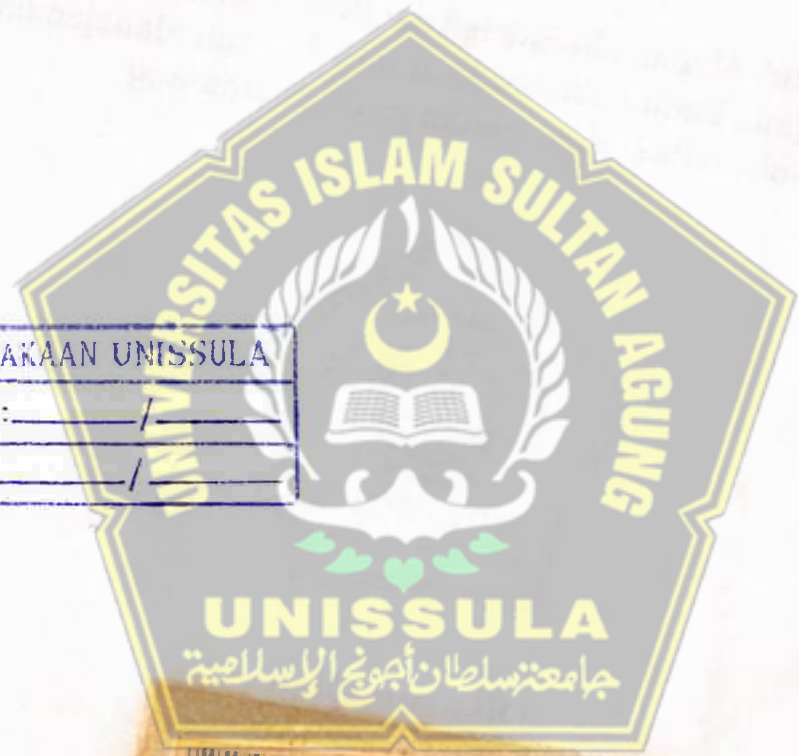 UNIVERSITAS ISLAM SULTAN AGUNG
AKAAN UNISSULA
: / 
/
UNISSULA
جامعة سلطان أجونج الإسلامية